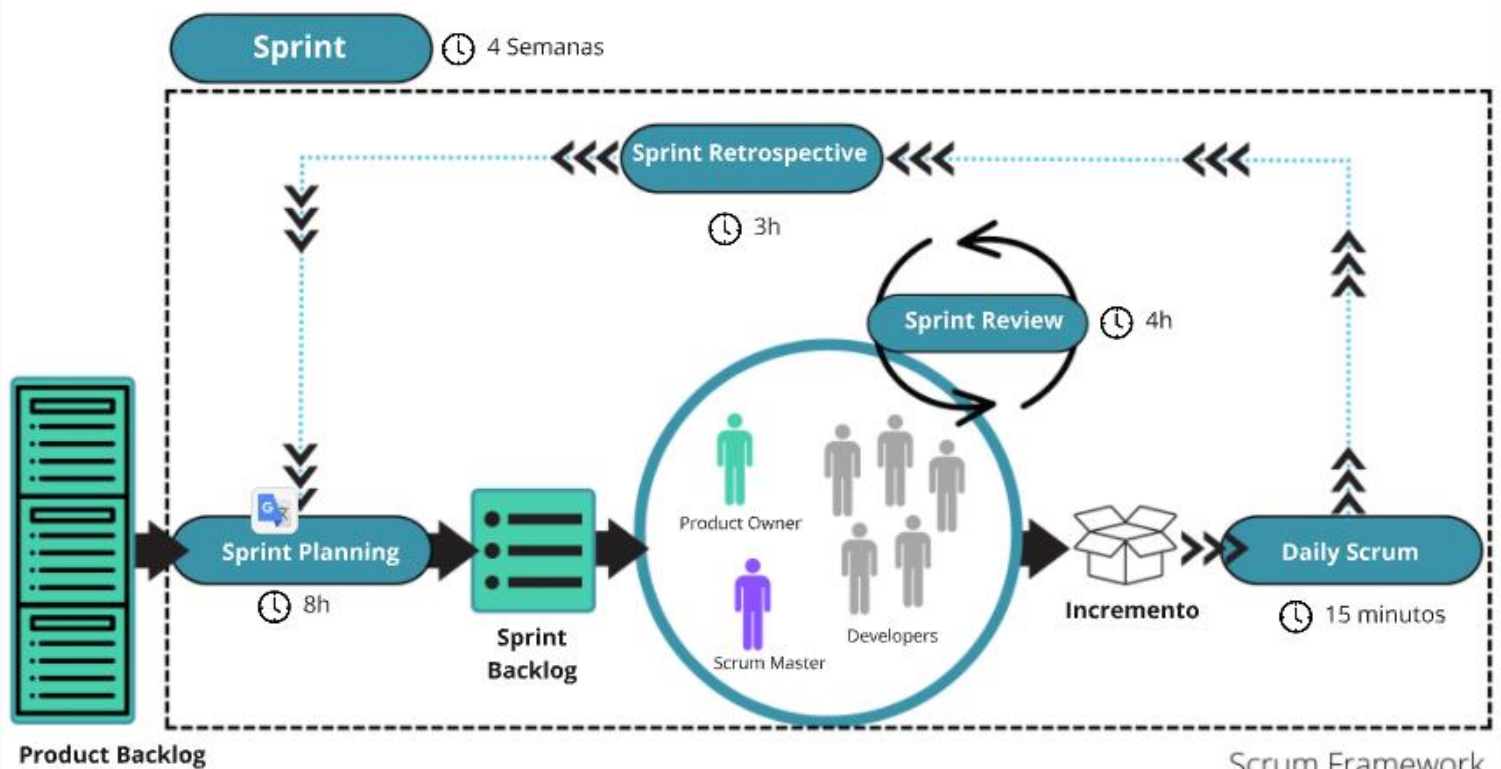 Sprint
4 Semanas
Sprint Retrospective
3h
Sprint Review
4h
Product Owner
Scrum Master
Developers
Sprint Planning
8h
Sprint
Backlog
Incremento
Daily Scrum
15 minutos
Product Backlog
Scrum Framework